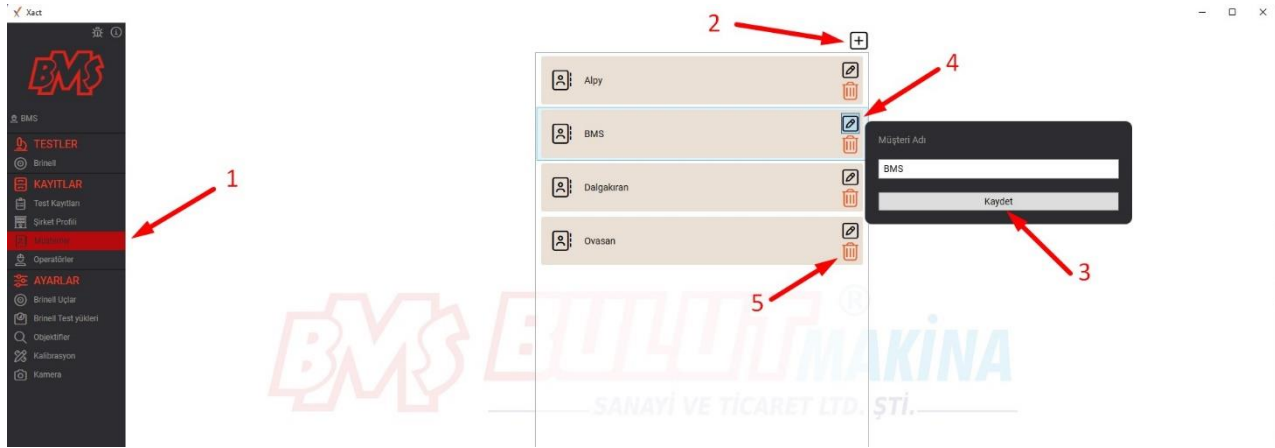 Xact
BMS
BMS
TESTLER
Brinell
KAYITLAR
Test Kayıtları
Şirket Profili
Müşteriler
Operatörler
AYARLAR
Brinell Uçlar
Brinell Test yükleri
Objektifler
Kalibrasyon
Kamera
1
2
Alpy
BMS
Dalgakıran
Ovasan
4
Müşteri Adı
BMS
Kaydet
3
5
BMS BULUT MAKİNA ®
SANAYİ VE TİCARET LTD. ŞTİ.